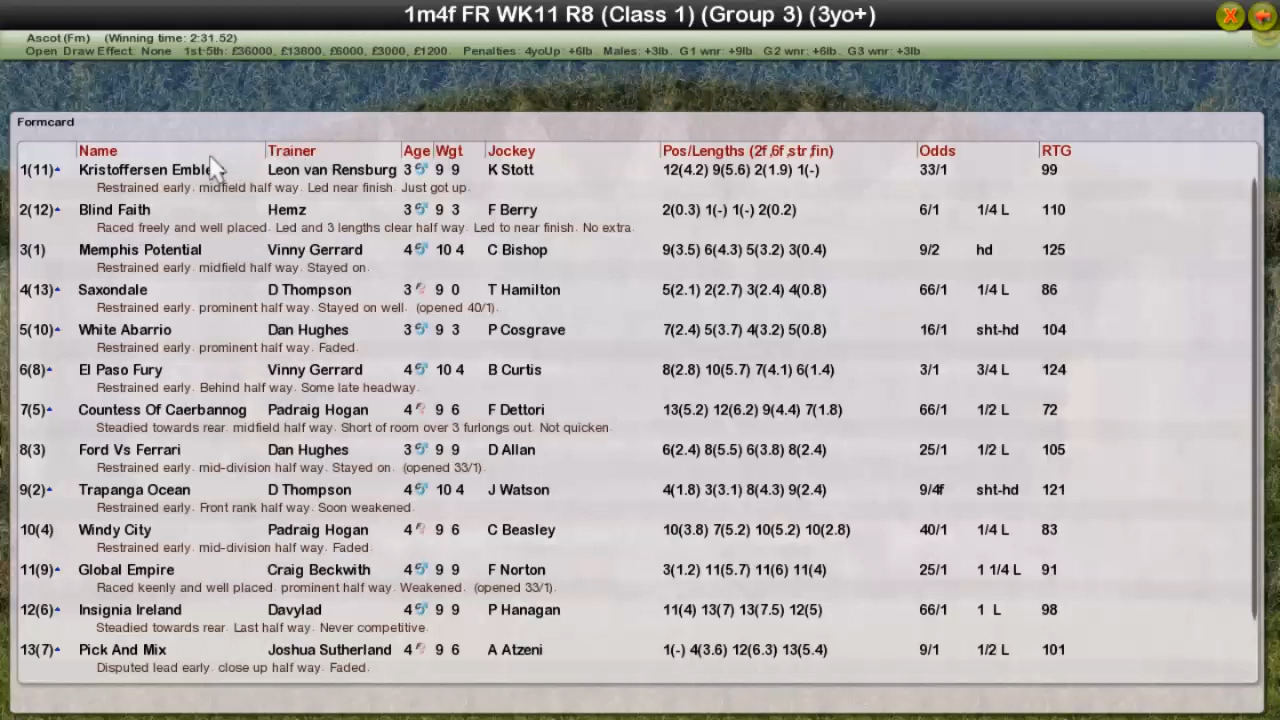 1m4f FR WK11 R8 (Class 1) (Group 3) (3yo+)
Ascot(Fm) (Winning time: 2:31.52)
Open Draw Effect: None 1st-5th: £36000, £13800, £6000, £3000, £1200. Penalties: 4yoUp: +6lb. Males: +3lb. G1 wnr: +9lb G2 wnr: +6lb. G3 wnr: +3lb
Formcard
Name Trainer Age Wgt Jockey Pos/Lengths (2f,6f,str,fin) Odds RTG
1(11) Kristoffersen Emble Leon van Rensburg 3 9 9 K Stott 12(4.2) 9(5.6) 2(1.9) 1(-) 33/1 99
Restrained early. midfield half way. Led near finish. Just got up.
2(12) Blind Faith Hemz 3 9 3 F Berry 2(0.3) 1(-) 1(-) 2(0.2) 6/1 1/4 L 110
Raced freely and well placed. Led and 3 lengths clear half way. Led to near finish. No extra.
3(1) Memphis Potential Vinny Gerrard 4 10 4 C Bishop 9(3.5) 6(4.3) 5(3.2) 3(0.4) 9/2 hd 125
Restrained early. midfield half way. Stayed on.
4(13) Saxondale D Thompson 3 9 0 T Hamilton 5(2.1) 2(2.7) 3(2.4) 4(0.8) 66/1 1/4 L 86
Restrained early. prominent half way. Stayed on well. (opened 40/1).
5(10) White Abarrio Dan Hughes 3 9 3 P Cosgrave 7(2.4) 5(3.7) 4(3.2) 5(0.8) 16/1 sht-hd 104
Restrained early. prominent half way. Faded.
6(8) El Paso Fury Vinny Gerrard 4 10 4 B Curtis 8(2.8) 10(5.7) 7(4.1) 6(1.4) 3/1 3/4 L 124
Restrained early. Behind half way. Some late headway.
7(5) Countess Of Caerbannog Padraig Hogan 4 9 6 F Dettori 13(5.2) 12(6.2) 9(4.4) 7(1.8) 66/1 1/2 L 72
Steadied towards rear. midfield half way. Short of room over 3 furlongs out. Not quicken.
8(3) Ford Vs Ferrari Dan Hughes 3 9 9 D Allan 6(2.4) 8(5.5) 6(3.8) 8(2.4) 25/1 1/2 L 105
Restrained early. mid-division half way. Stayed on. (opened 33/1).
9(2) Trapanga Ocean D Thompson 4 10 4 J Watson 4(1.8) 3(3.1) 8(4.3) 9(2.4) 9/4f sht-hd 121
Restrained early. Front rank half way. Soon weakened.
10(4) Windy City Padraig Hogan 4 9 6 C Beasley 10(3.8) 7(5.2) 10(5.2) 10(2.8) 40/1 1/4 L 83
Restrained early. mid-division half way. Faded.
11(9) Global Empire Craig Beckwith 4 9 9 F Norton 3(1.2) 11(5.7) 11(6) 11(4) 25/1 1 1/4 L 91
Raced keenly and well placed. prominent half way. Weakened. (opened 33/1).
12(6) Insignia Ireland Davylad 4 9 9 P Hanagan 11(4) 13(7) 13(7.5) 12(5) 66/1 1 L 98
Steadied towards rear. Last half way. Never competitive.
13(7) Pick And Mix Joshua Sutherland 4 9 6 A Atzeni 1(-) 4(3.6) 12(6.3) 13(5.4) 9/1 1/2 L 101
Disputed lead early. close up half way. Faded.